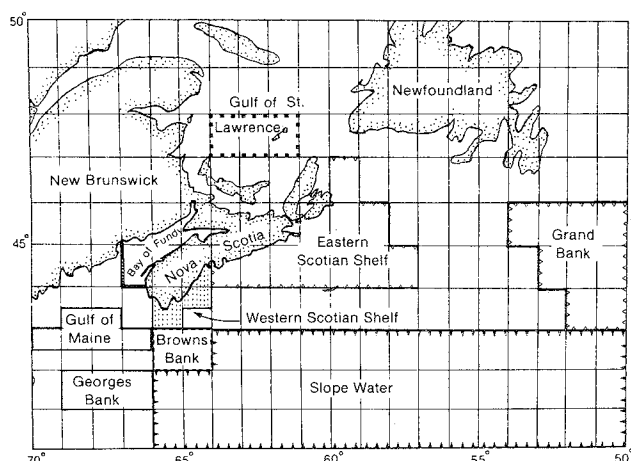 50°
Gulf of St.
Lawrence
Newfoundland
New Brunswick
Bay of Fundy
Nova
Scotia
45°
Eastern
Scotian Shelf
Grand
Bank
Gulf of
Maine
Western Scotian Shelf
Browns
Bank
Georges
Bank
Slope Water
70°
65°
60°
55°
50°